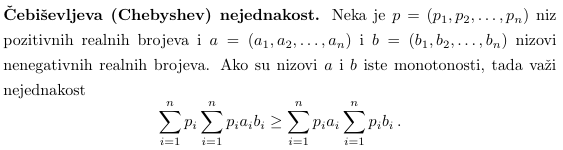 Čebiševljeva (Chebyshev) nejednakost. Neka je $p = (p_1, p_2, \ldots, p_n)$ niz
pozitivnih realnih brojeva i $a = (a_1, a_2, \ldots, a_n)$ i $b = (b_1, b_2, \ldots, b_n)$ nizovi
nenegativnih realnih brojeva. Ako su nizovi $a$ i $b$ iste monotonosti, tada važi
nejednakost
$$\sum_{i=1}^{n} p_i \sum_{i=1}^{n} p_i a_i b_i \geq \sum_{i=1}^{n} p_i a_i \sum_{i=1}^{n} p_i b_i \, .$$